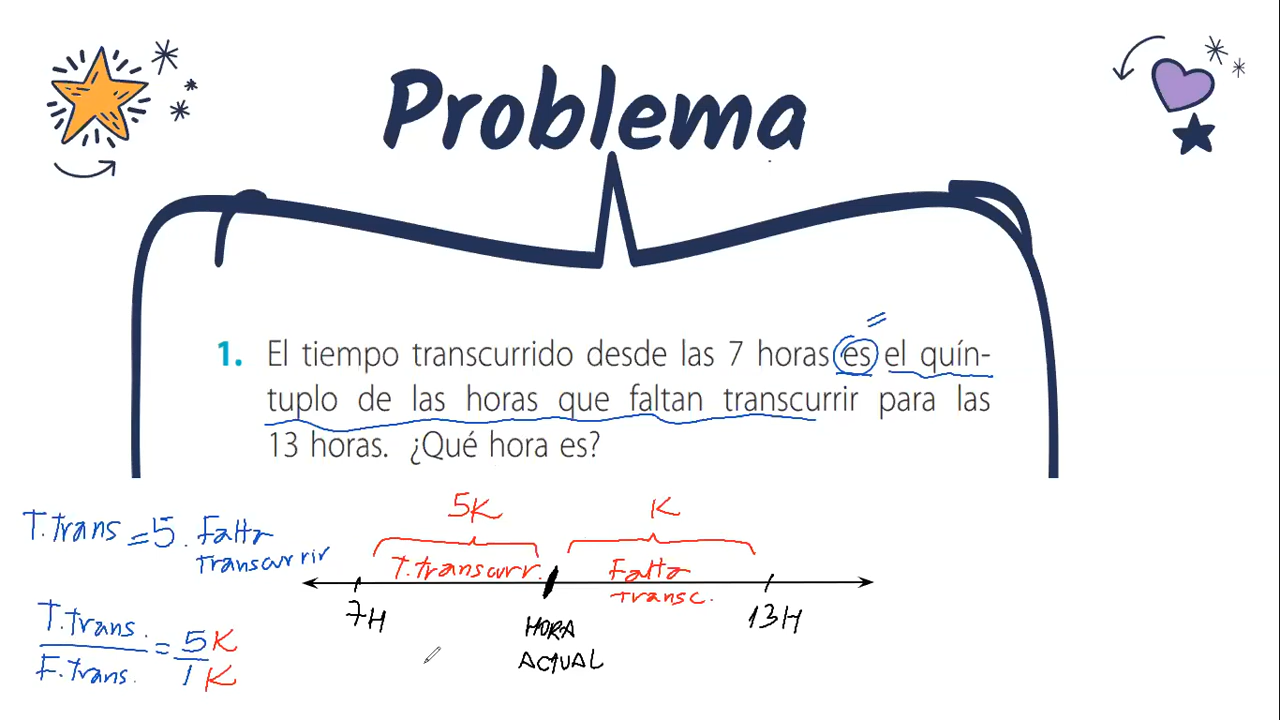 Problema
1. El tiempo transcurrido desde las 7 horas es el quín-
=
tuplo de las horas que faltan transcurrir para las
13 horas. ¿Qué hora es?
5K
K
T.trans = 5. Falta
transcurrir
T.transcurr.
Falta
transc.
7H
HORA
ACTUAL
13H
T.trans.
F.trans.
= 5K
1K